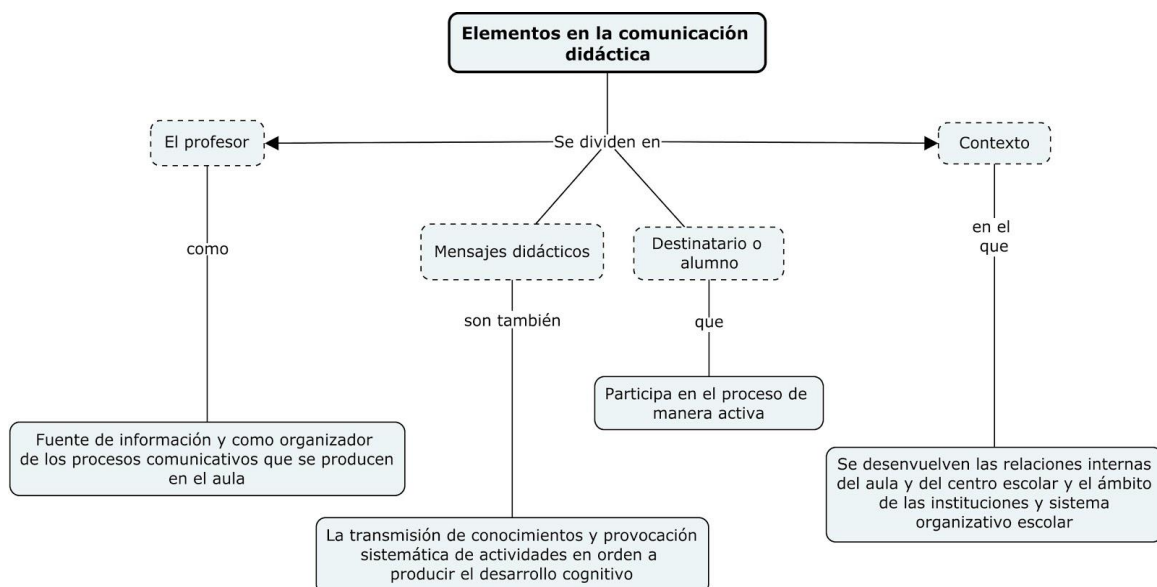 Elementos en la comunicación
didáctica
El profesor
Se dividen en
Contexto
como
Mensajes didácticos
Destinatario o
alumno
en el
que
son también
que
Participa en el proceso de
manera activa
Fuente de información y como organizador
de los procesos comunicativos que se producen
en el aula
Se desenvuelven las relaciones internas
del aula y del centro escolar y el ámbito
de las instituciones y sistema
organizativo escolar
La transmisión de conocimientos y provocación
sistemática de actividades en orden a
producir el desarrollo cognitivo